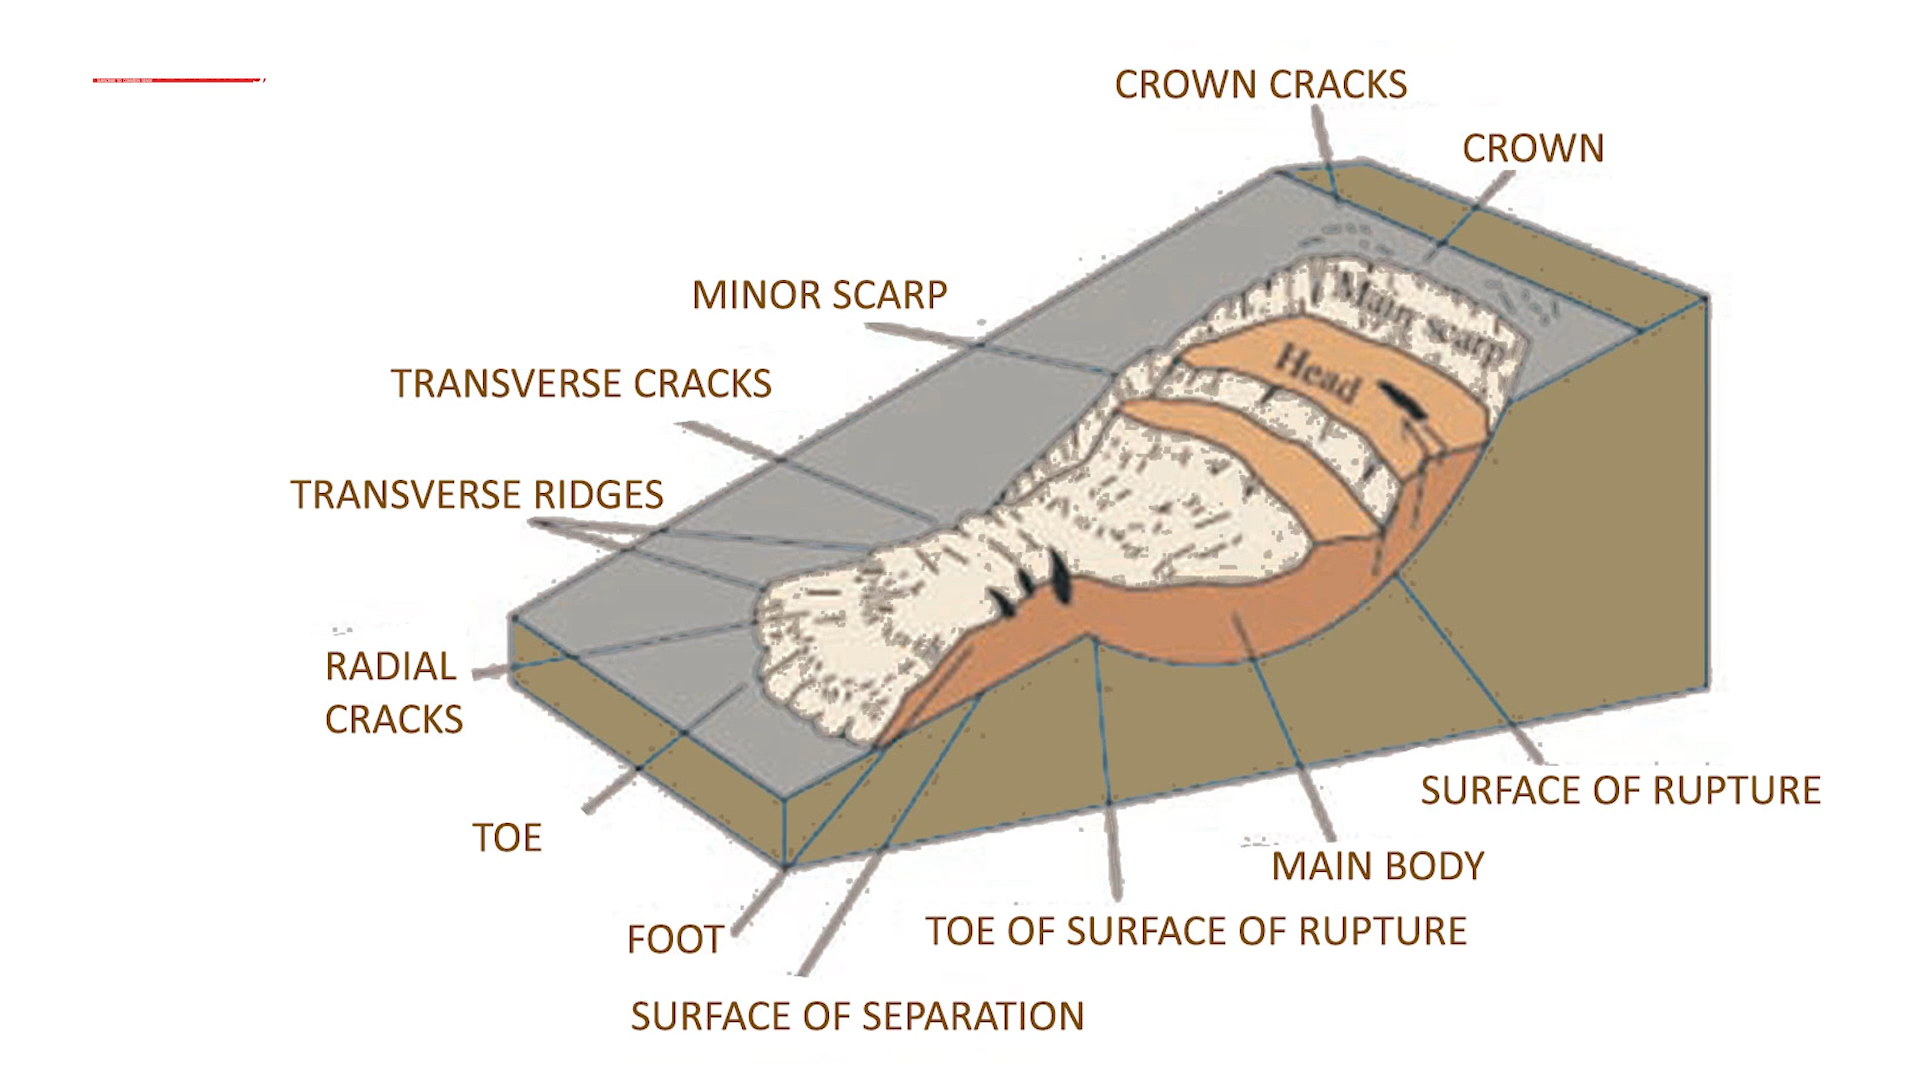 CROWN CRACKS
CROWN
MINOR SCARP
Main scarp
Head
TRANSVERSE CRACKS
TRANSVERSE RIDGES
RADIAL
CRACKS
TOE
SURFACE OF RUPTURE
MAIN BODY
FOOT
TOE OF SURFACE OF RUPTURE
SURFACE OF SEPARATION